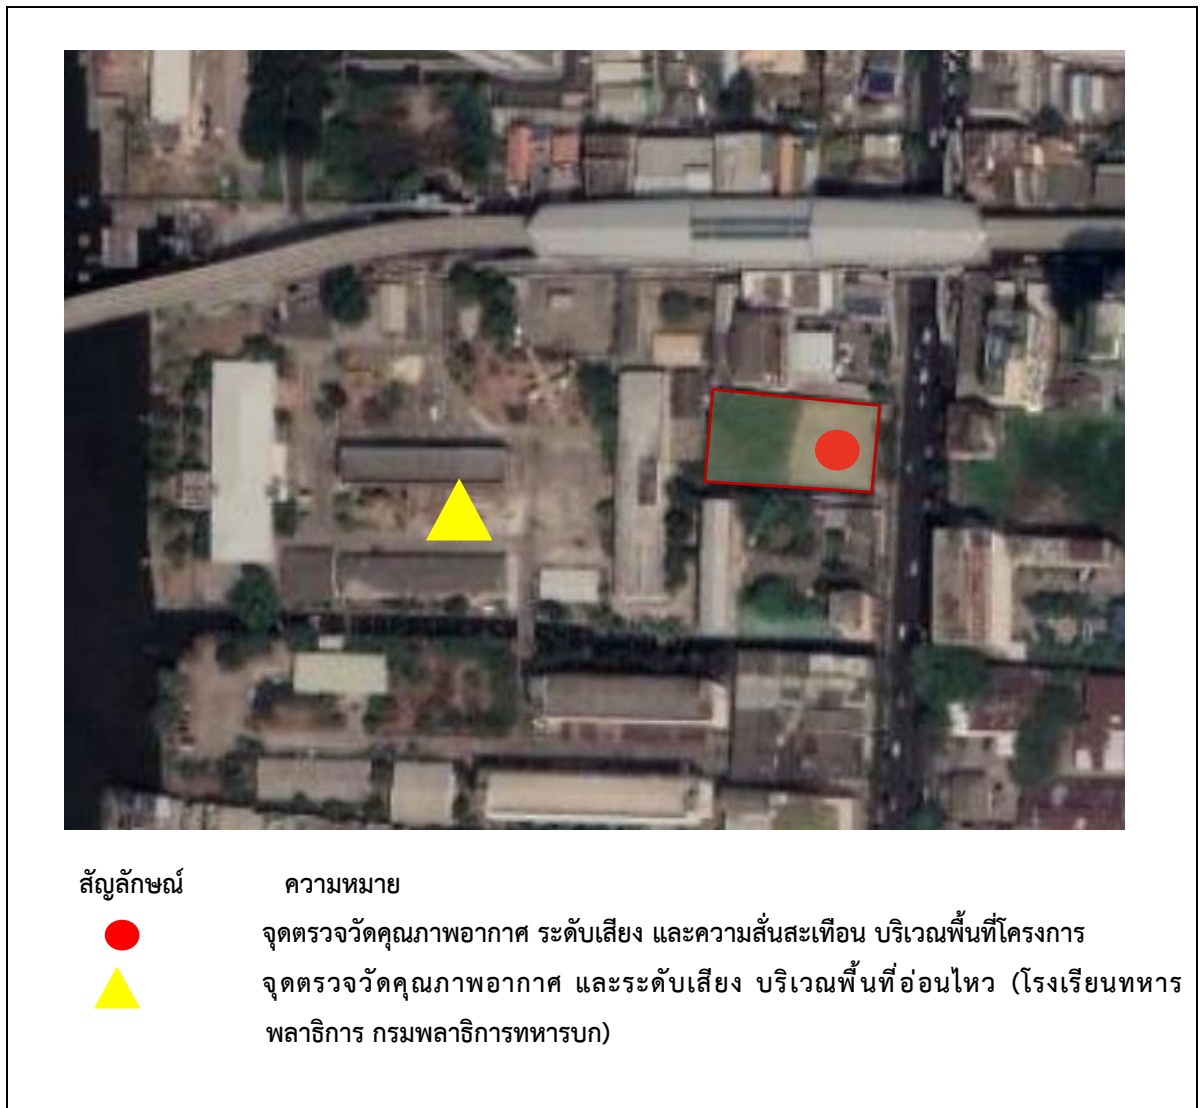 สัญลักษณ์ ความหมาย
จุดตรวจวัดคุณภาพอากาศ ระดับเสียง และความสั่นสะเทือน บริเวณพื้นที่โครงการ
จุดตรวจวัดคุณภาพอากาศ และระดับเสียง บริเวณพื้นที่อ่อนไหว (โรงเรียนทหาร
พลาธิการ กรมพลาธิการทหารบก)